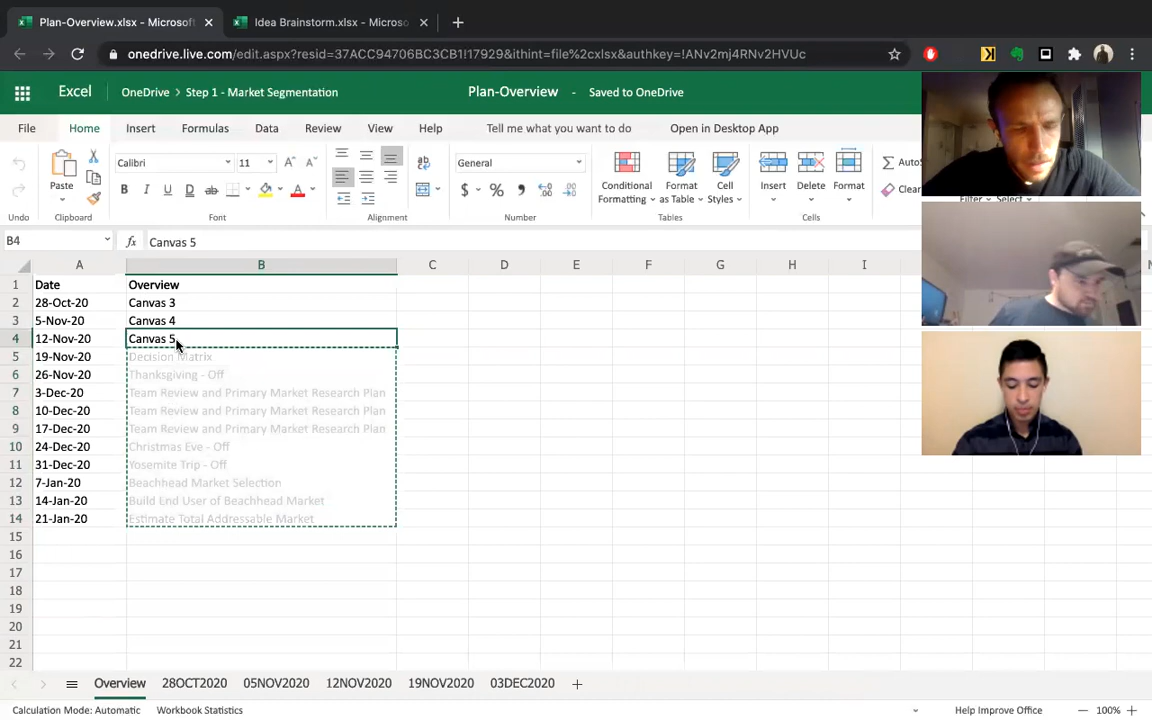 Plan-Overview.xlsx - Microsoft
Idea Brainstorm.xlsx - Microso
onedrive.live.com/edit.aspx?resid=37ACC94706BC3CB1!17929&ithint=file%2cxlsx&authkey=!ANv2mj4RNv2HVUc
Excel OneDrive > Step 1 - Market Segmentation Plan-Overview - Saved to OneDrive
File Home Insert Formulas Data Review View Help Tell me what you want to do Open in Desktop App
Calibri 11 General
Paste Conditional Formatting Format as Table Cell Styles Insert Delete Format
Undo Clipboard Font Alignment Number Tables Cells
B4 fx Canvas 5
A B C D E F G H I
1 Date Overview
2 28-Oct-20 Canvas 3
3 5-Nov-20 Canvas 4
4 12-Nov-20 Canvas 5
5 19-Nov-20 Decision Matrix
6 26-Nov-20 Thanksgiving - Off
7 3-Dec-20 Team Review and Primary Market Research Plan
8 10-Dec-20 Team Review and Primary Market Research Plan
9 17-Dec-20 Team Review and Primary Market Research Plan
10 24-Dec-20 Christmas Eve - Off
11 31-Dec-20 Yosemite Trip - Off
12 7-Jan-20 Beachhead Market Selection
13 14-Jan-20 Build End User of Beachhead Market
14 21-Jan-20 Estimate Total Addressable Market
15
16
17
18
19
20
21
22
Overview 28OCT2020 05NOV2020 12NOV2020 19NOV2020 03DEC2020
Calculation Mode: Automatic Workbook Statistics Help Improve Office 100%